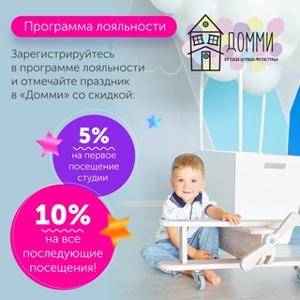 Программа лояльности
ДОММИ
Зарегистрируйтесь
в программе лояльности
и отмечайте праздник
в «Домми» со скидкой:
5%
на первое
посещение
студии
10%
на все
последующие
посещения!